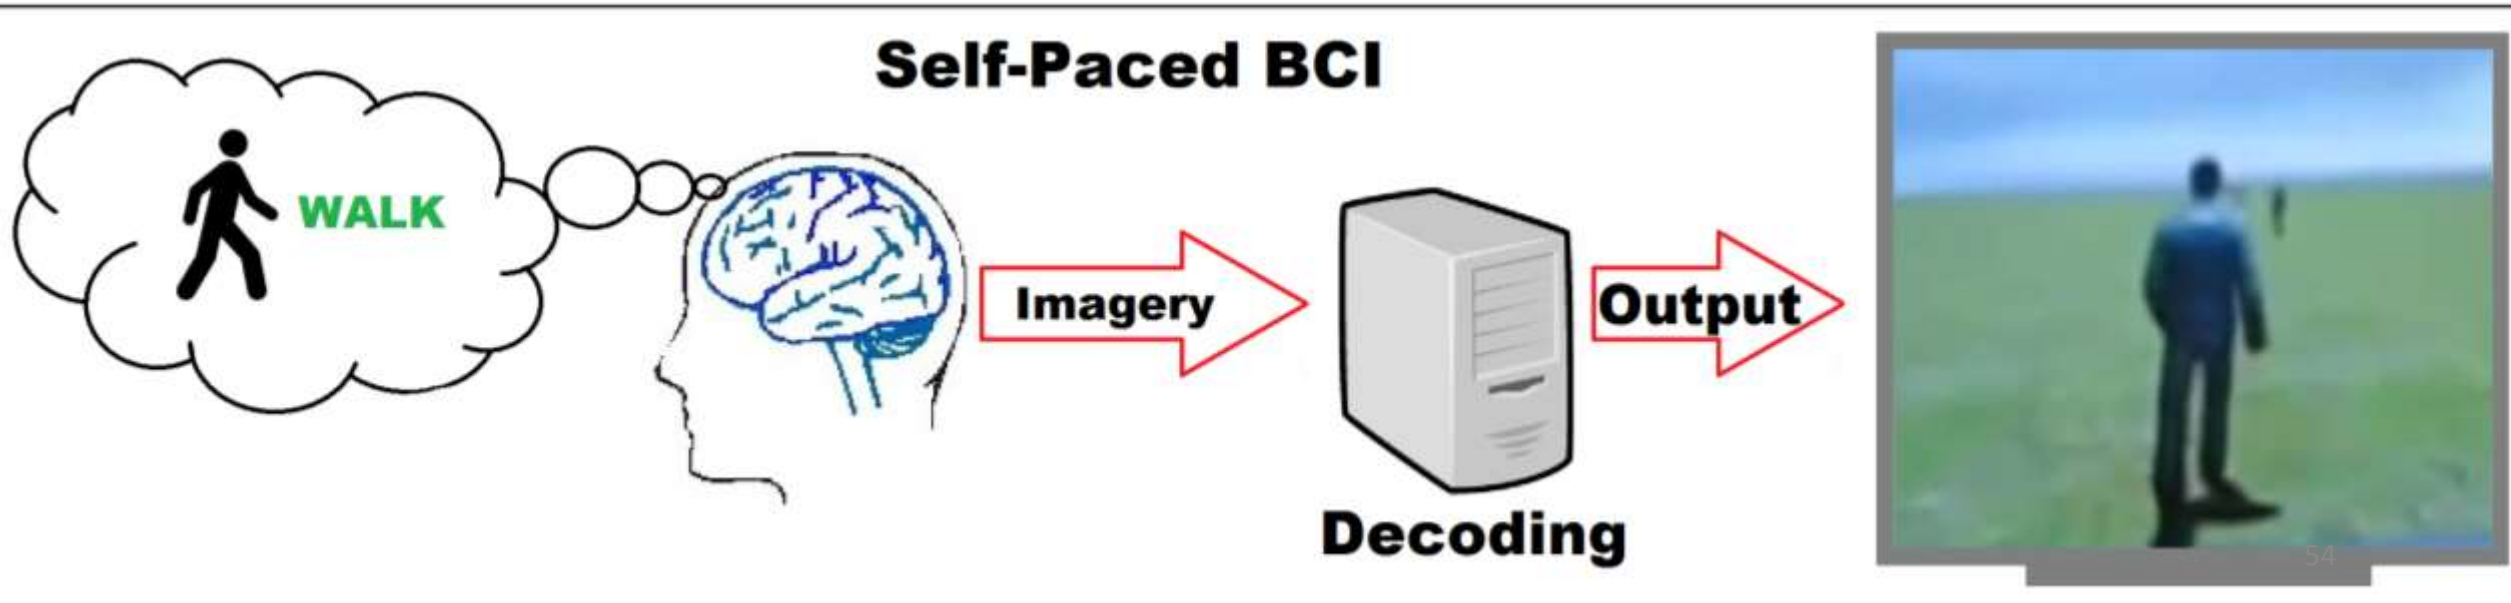 Self-Paced BCI
WALK
Imagery
Output
Decoding
54